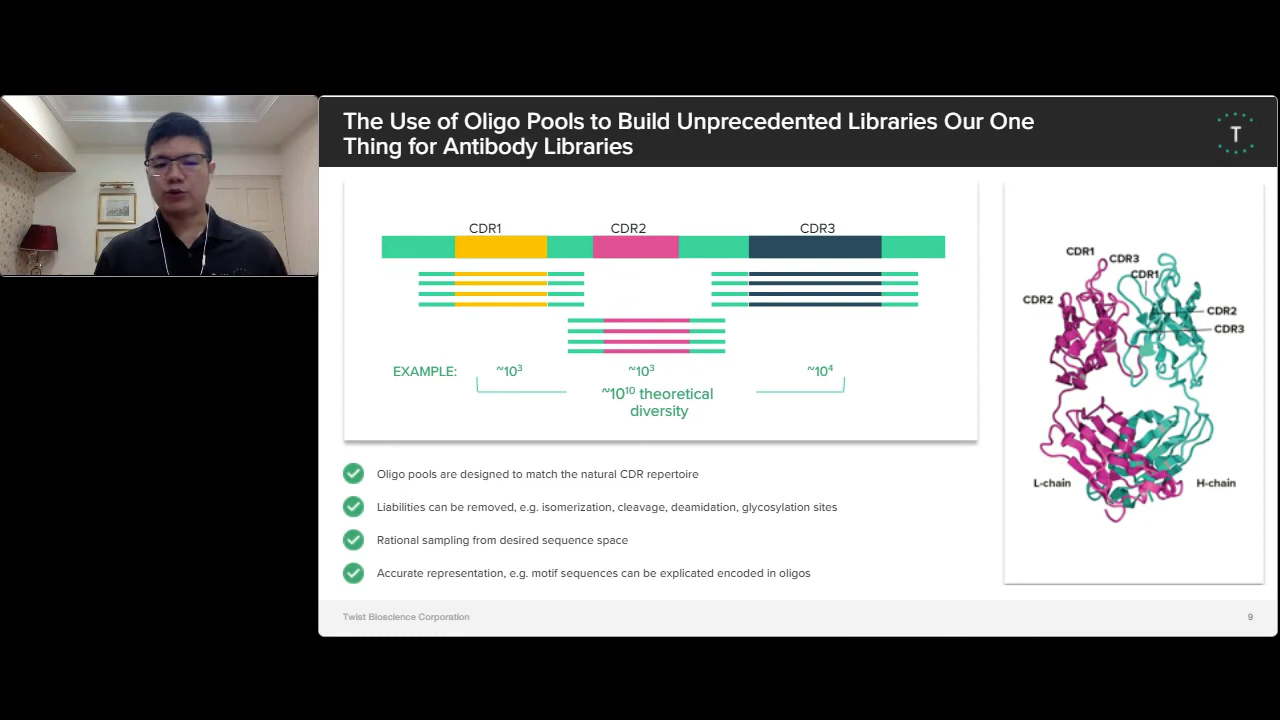 The Use of Oligo Pools to Build Unprecedented Libraries Our One
Thing for Antibody Libraries
T
CDR1
CDR2
CDR3
EXAMPLE:
~10³
~10³
~10⁴
~10¹⁰ theoretical
diversity
Oligo pools are designed to match the natural CDR repertoire
Liabilities can be removed, e.g. isomerization, cleavage, deamidation, glycosylation sites
Rational sampling from desired sequence space
Accurate representation, e.g. motif sequences can be explicated encoded in oligos
CDR1
CDR3
CDR1
CDR2
CDR2
CDR3
L-chain
H-chain
Twist Bioscience Corporation
9